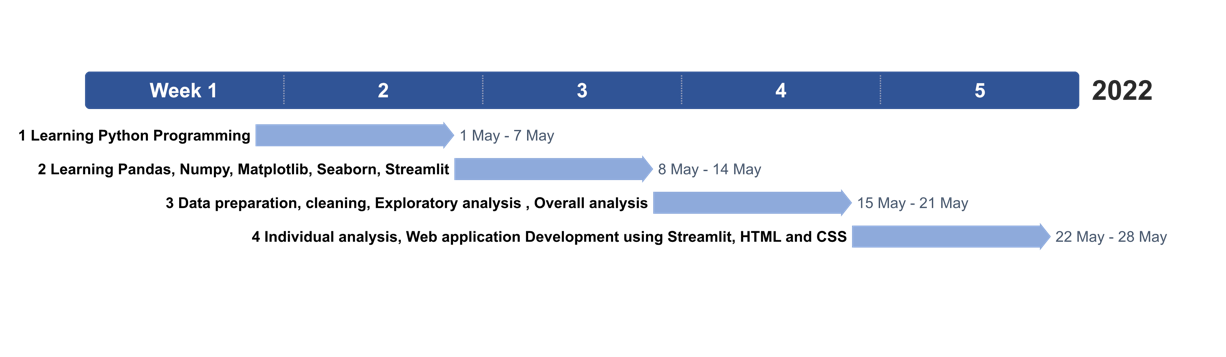 Week 1 2 3 4 5 2022
1 Learning Python Programming 1 May - 7 May
2 Learning Pandas, Numpy, Matplotlib, Seaborn, Streamlit 8 May - 14 May
3 Data preparation, cleaning, Exploratory analysis , Overall analysis 15 May - 21 May
4 Individual analysis, Web application Development using Streamlit, HTML and CSS 22 May - 28 May